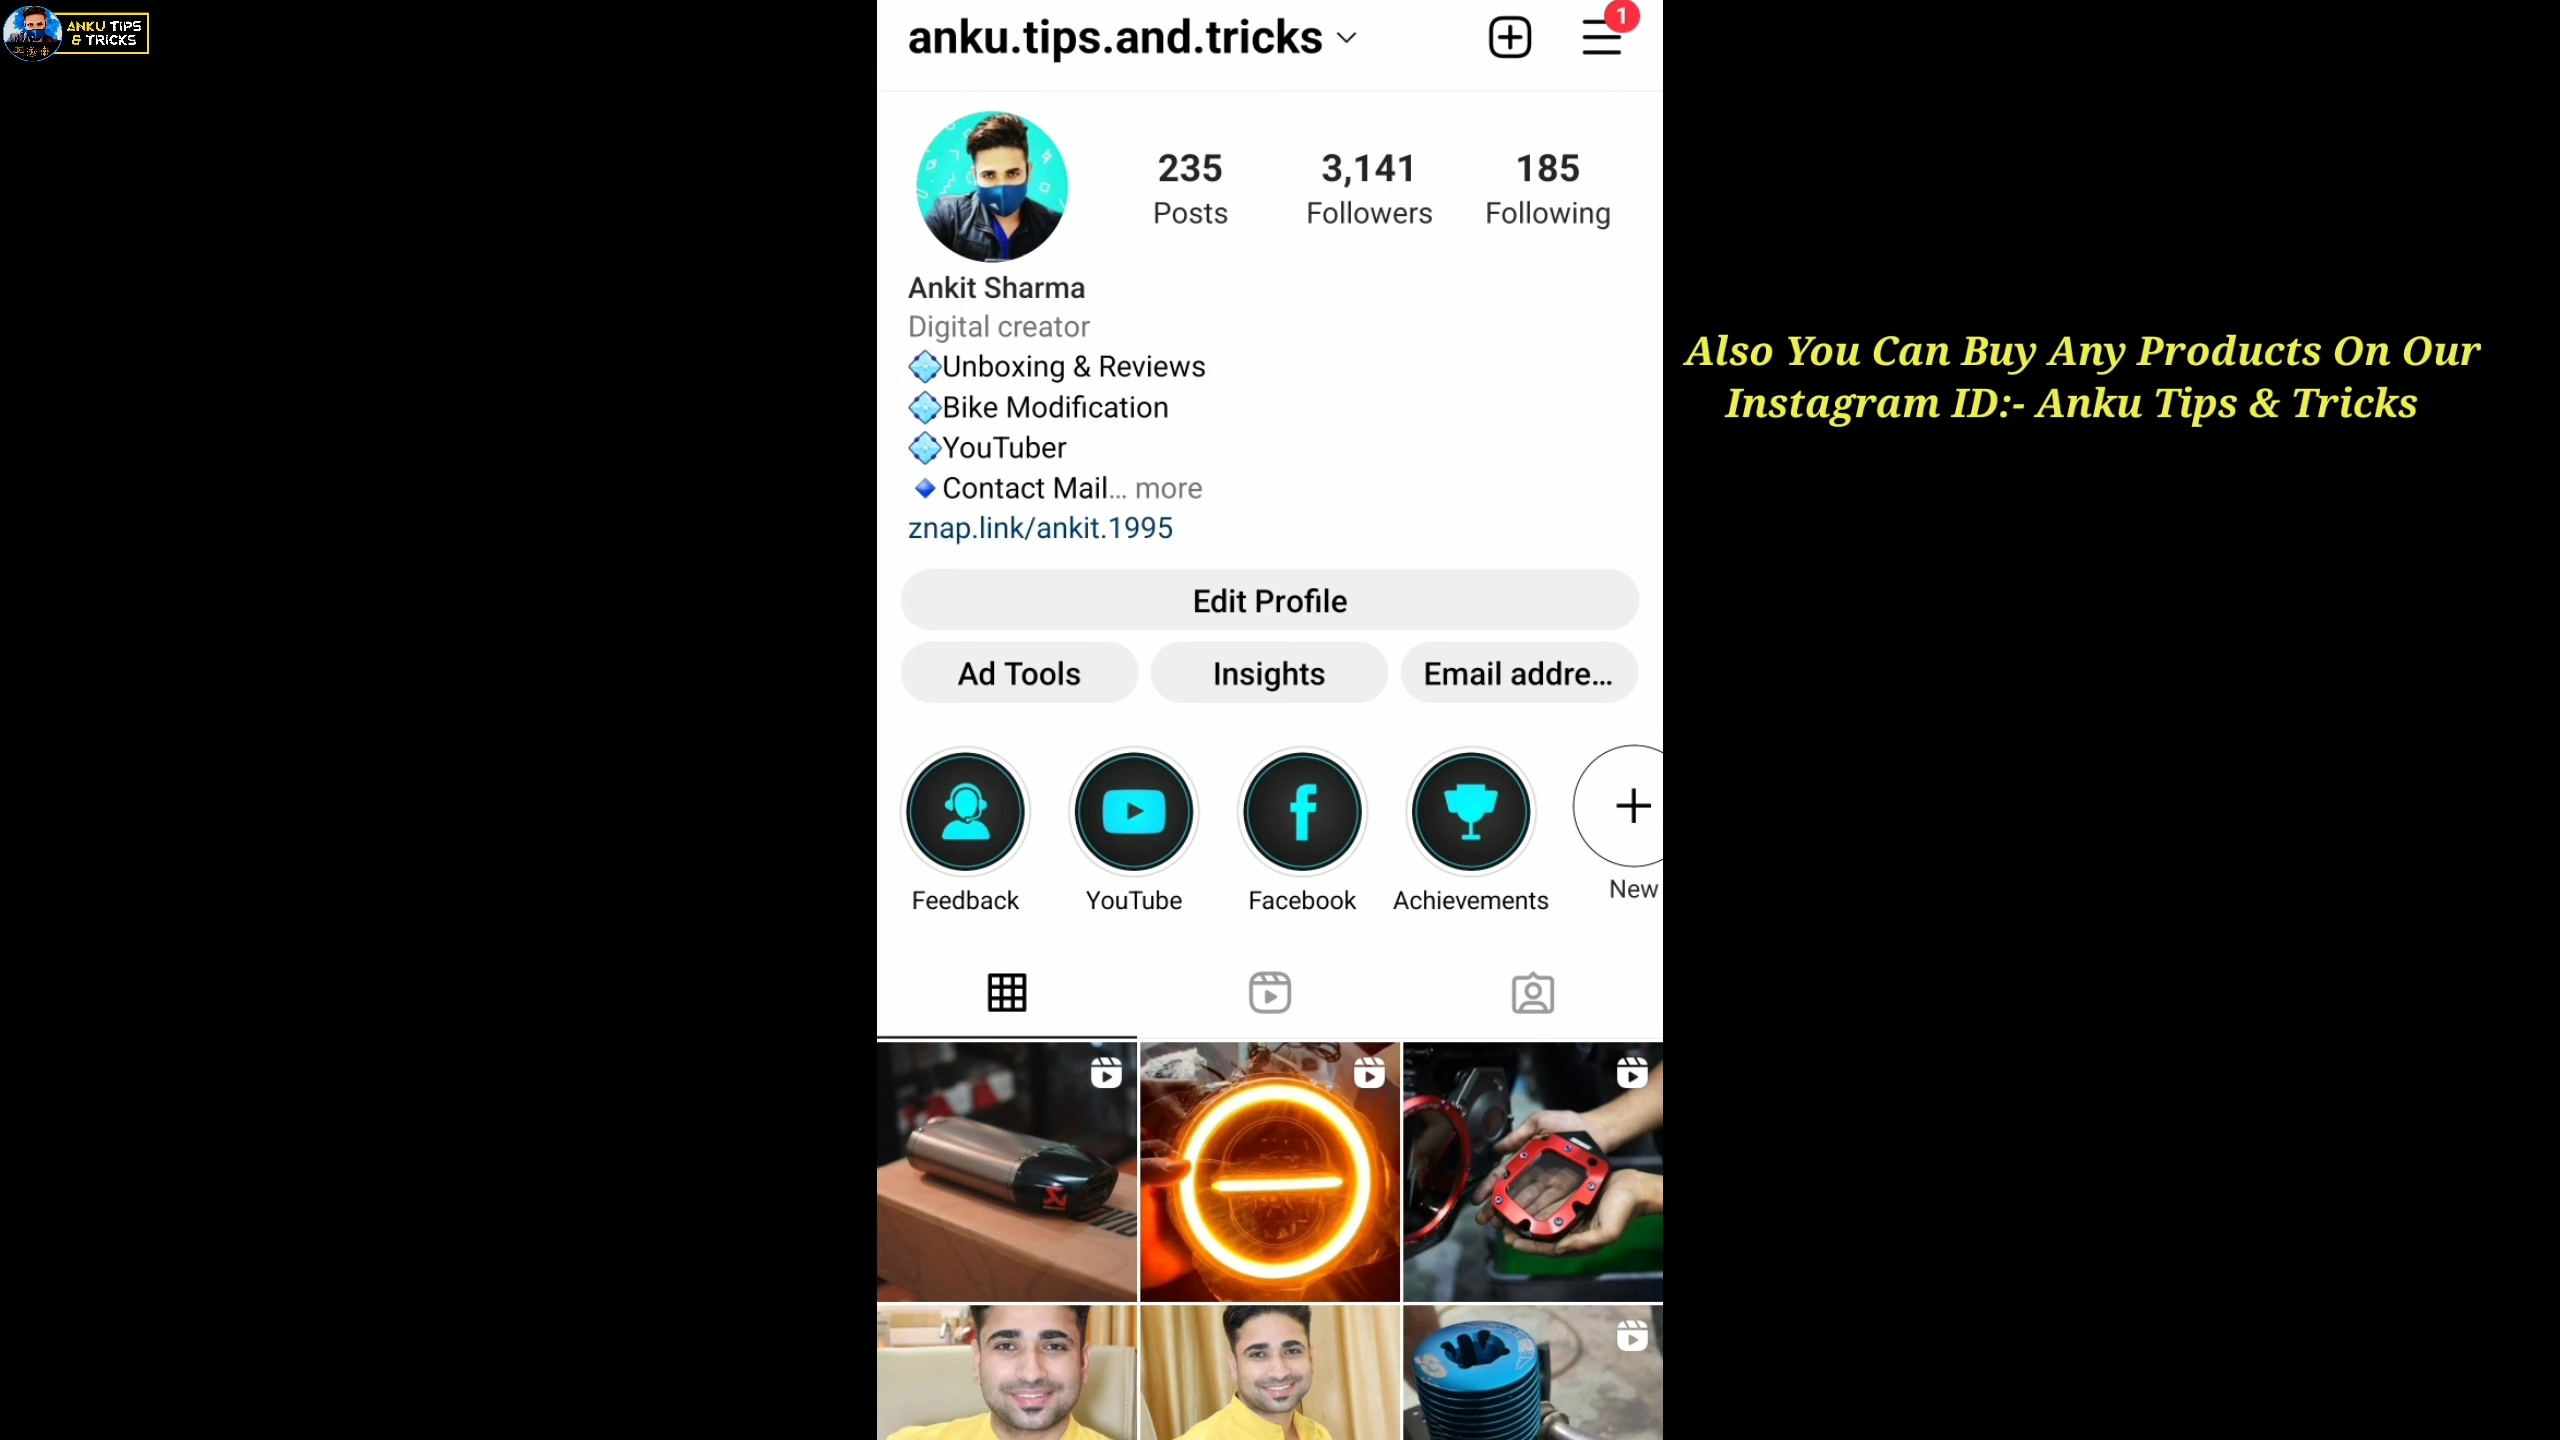 ANKU TIPS
& TRICKS
anku.tips.and.tricks
1
235
Posts
3,141
Followers
185
Following
Ankit Sharma
Digital creator
Unboxing & Reviews
Bike Modification
YouTuber
Contact Mail... more
znap.link/ankit.1995
Also You Can Buy Any Products On Our
Instagram ID:- Anku Tips & Tricks
Edit Profile
Ad Tools
Insights
Email addre...
Feedback
YouTube
Facebook
Achievements
New